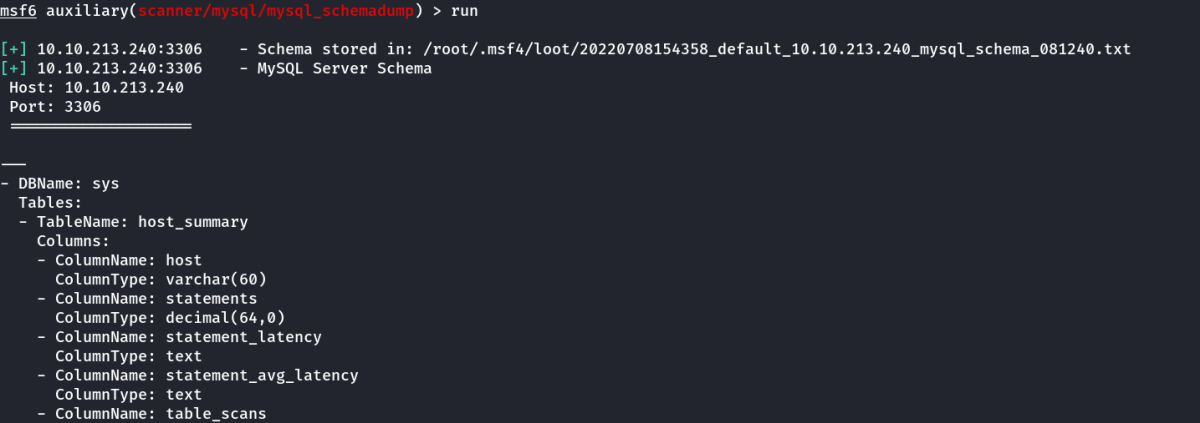 msf6 auxiliary(scanner/mysql/mysql_schemadump) > run
[+] 10.10.213.240:3306    - Schema stored in: /root/.msf4/loot/20220708154358_default_10.10.213.240_mysql_schema_081240.txt
[+] 10.10.213.240:3306    - MySQL Server Schema
 Host: 10.10.213.240
 Port: 3306
 ====================
---
- DBName: sys
  Tables:
  - TableName: host_summary
    Columns:
    - ColumnName: host
      ColumnType: varchar(60)
    - ColumnName: statements
      ColumnType: decimal(64,0)
    - ColumnName: statement_latency
      ColumnType: text
    - ColumnName: statement_avg_latency
      ColumnType: text
    - ColumnName: table_scans